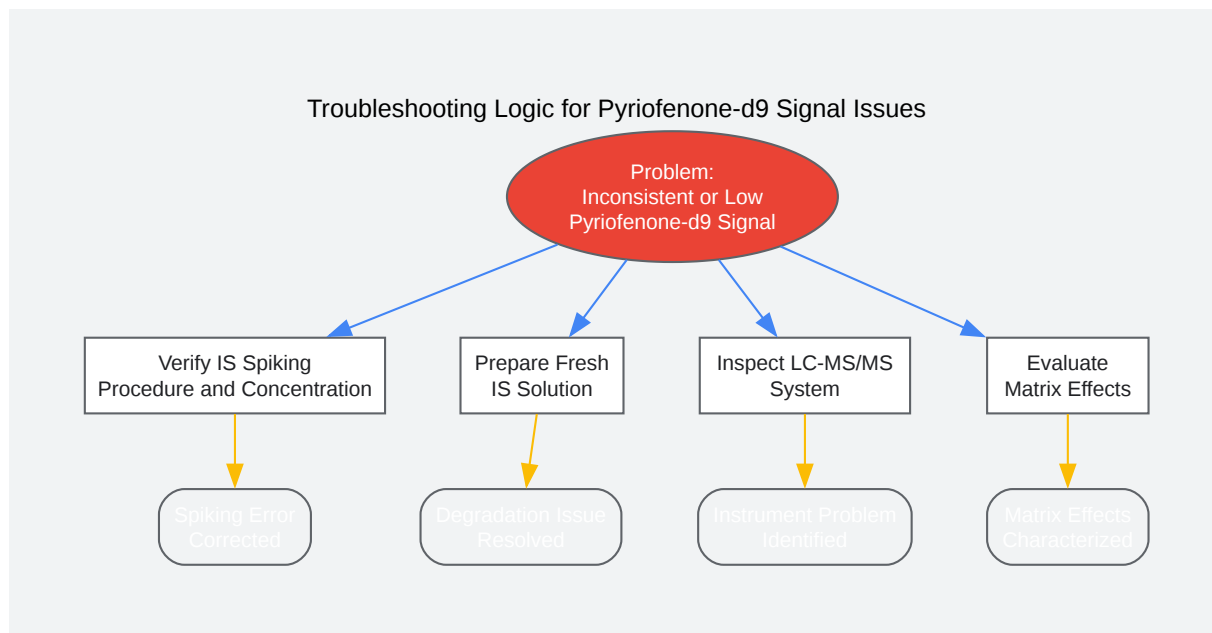 Troubleshooting Logic for Pyriofenone-d9 Signal Issues
Problem:
Inconsistent or Low
Pyriofenone-d9 Signal
Verify IS Spiking
Procedure and Concentration
Prepare Fresh
IS Solution
Inspect LC-MS/MS
System
Evaluate
Matrix Effects
Spiking Error
Corrected
Degradation Issue
Resolved
Instrument Problem
Identified
Matrix Effects
Characterized